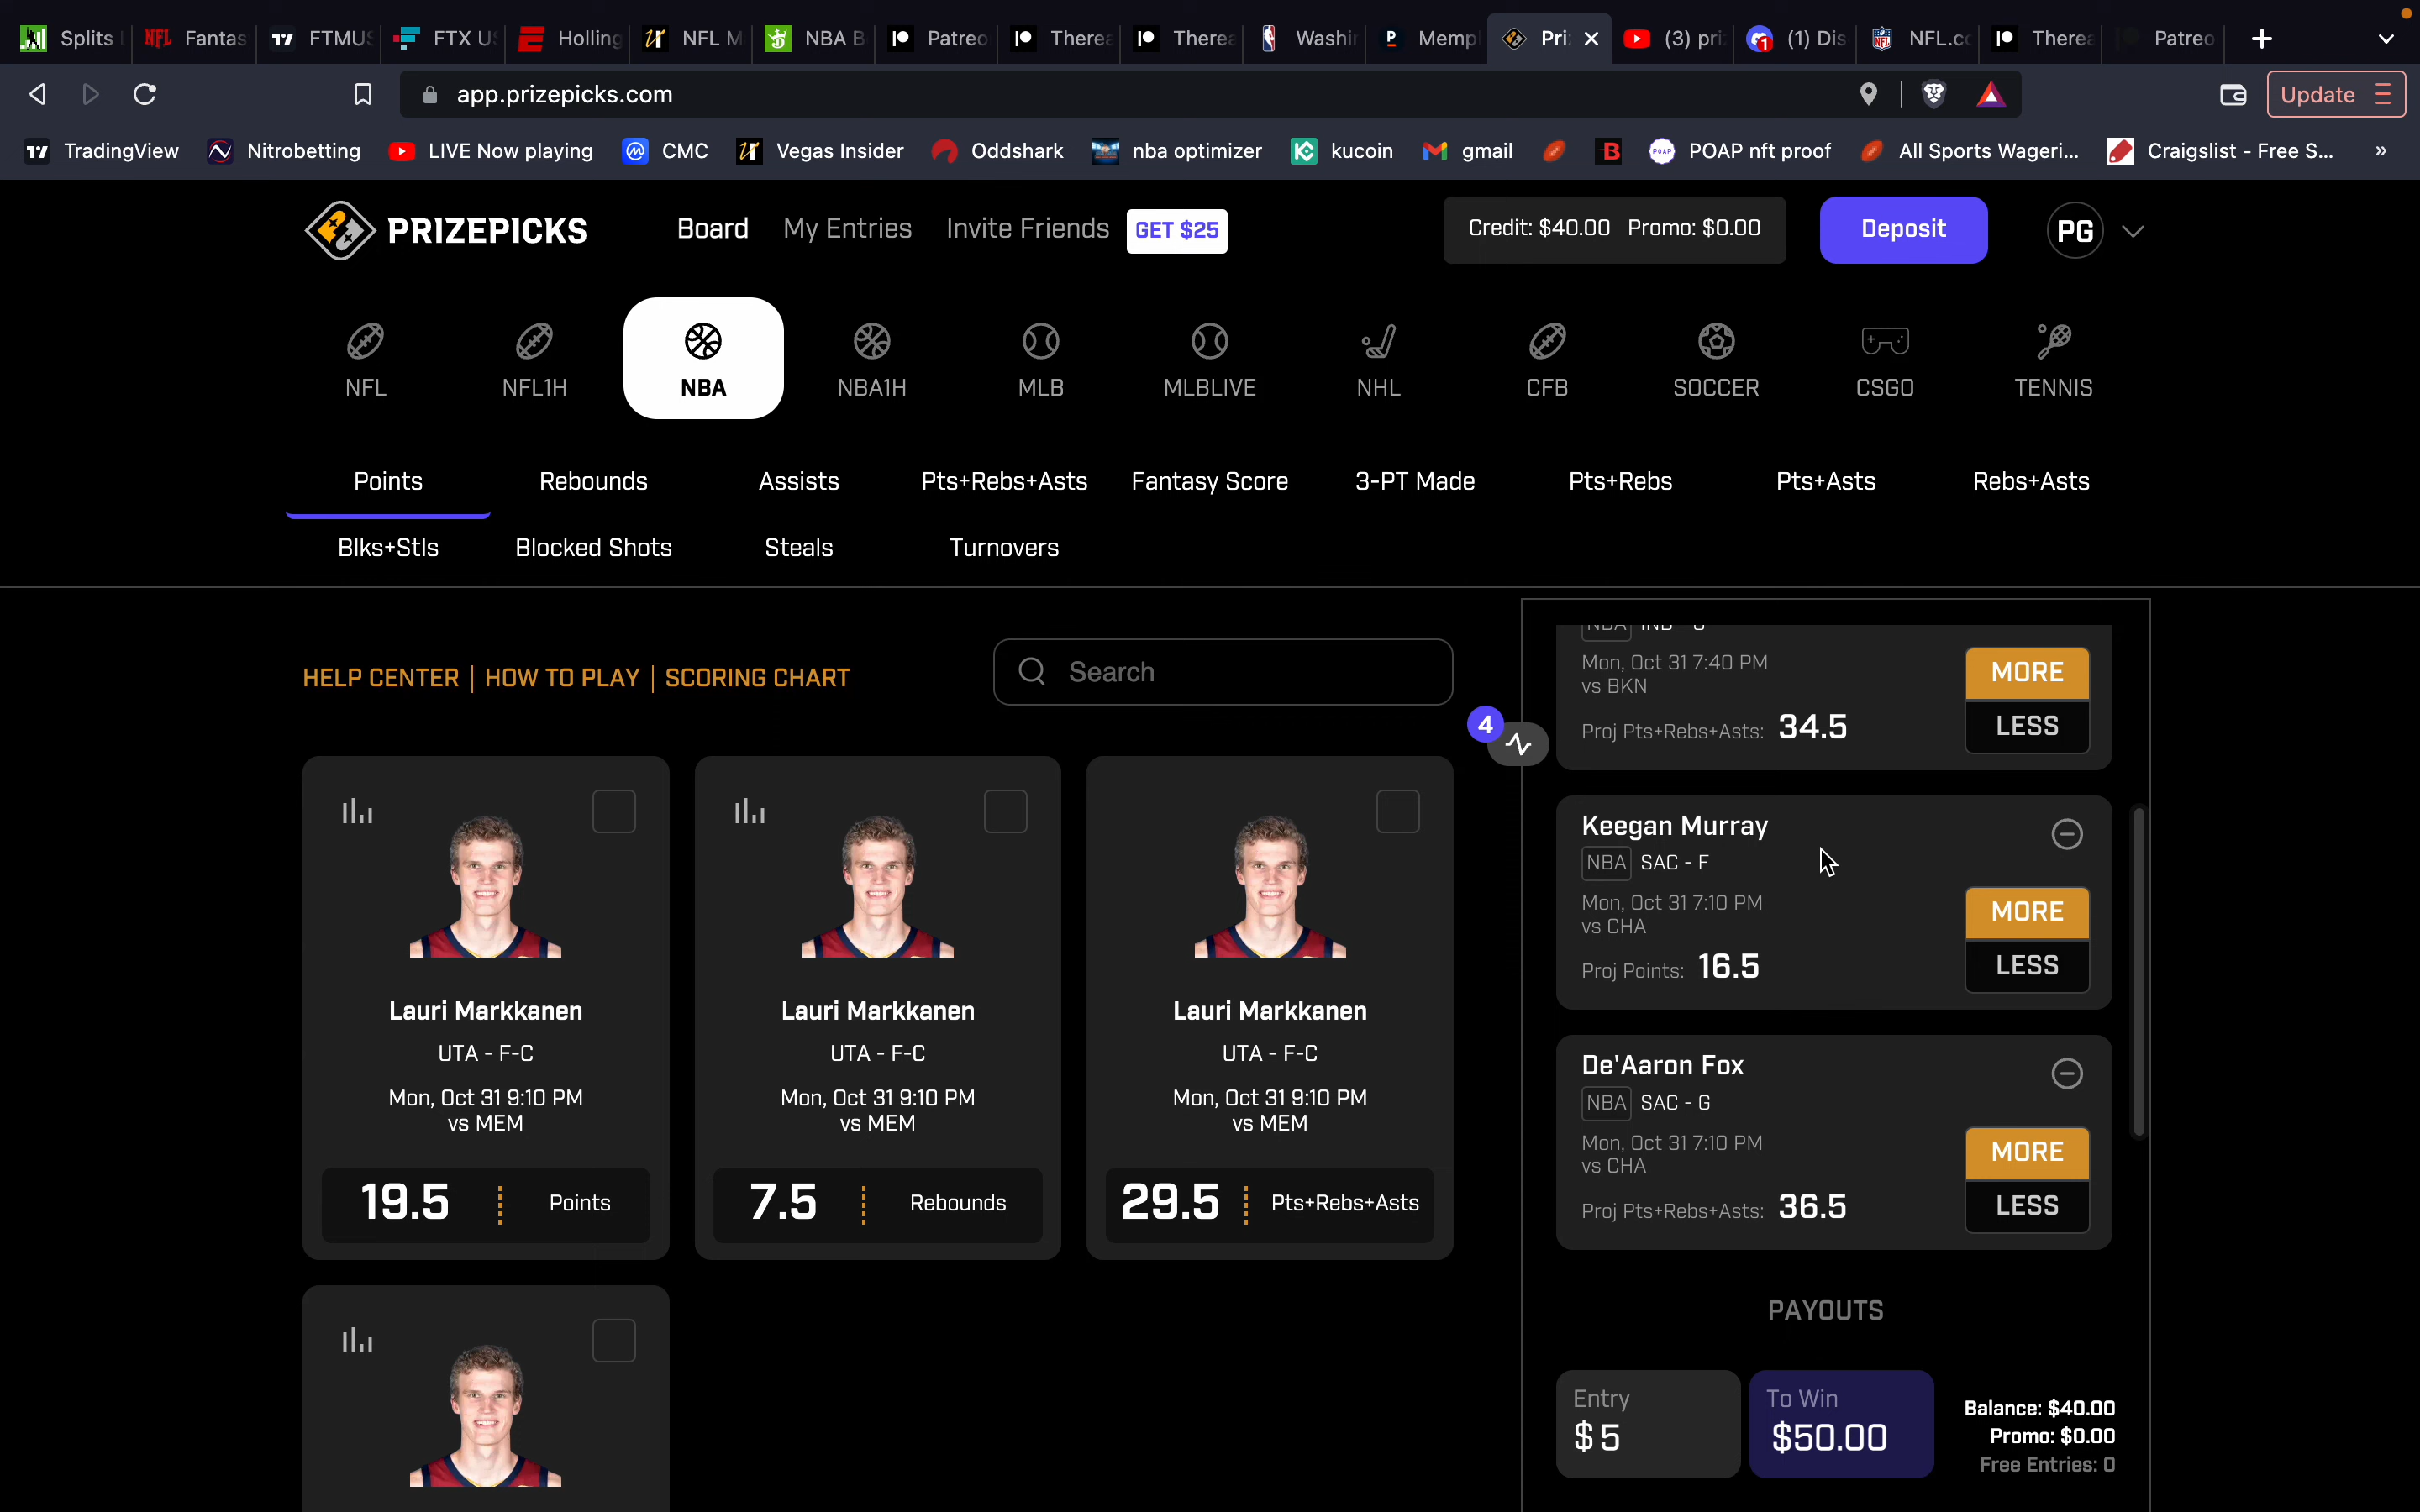 Splits
Fantas
FTMUS
FTX US
Holling
NFL M
NBA B
Patreo
Therea
Therea
Washin
Memp
Pri
(3) pri
(1) Dis
NFL.co
Therea
Patreo
app.prizepicks.com
Update
TradingView
Nitrobetting
LIVE Now playing
CMC
Vegas Insider
Oddshark
nba optimizer
kucoin
gmail
POAP nft proof
All Sports Wageri...
Craigslist - Free S...
»
PRIZEPICKS
Board
My Entries
Invite Friends
GET $25
Credit: $40.00 Promo: $0.00
Deposit
PG
NFL
NFL1H
NBA
NBA1H
MLB
MLBLIVE
NHL
CFB
SOCCER
CSGO
TENNIS
Points
Rebounds
Assists
Pts+Rebs+Asts
Fantasy Score
3-PT Made
Pts+Rebs
Pts+Asts
Rebs+Asts
Blks+Stls
Blocked Shots
Steals
Turnovers
HELP CENTER | HOW TO PLAY | SCORING CHART
Search
4
Lauri Markkanen
UTA - F-C
Mon, Oct 31 9:10 PM
vs MEM
19.5 Points
Lauri Markkanen
UTA - F-C
Mon, Oct 31 9:10 PM
vs MEM
7.5 Rebounds
Lauri Markkanen
UTA - F-C
Mon, Oct 31 9:10 PM
vs MEM
29.5 Pts+Rebs+Asts
Mon, Oct 31 7:40 PM
vs BKN
Proj Pts+Rebs+Asts: 34.5
MORE
LESS
Keegan Murray
NBA SAC - F
Mon, Oct 31 7:10 PM
vs CHA
Proj Points: 16.5
MORE
LESS
De'Aaron Fox
NBA SAC - G
Mon, Oct 31 7:10 PM
vs CHA
Proj Pts+Rebs+Asts: 36.5
MORE
LESS
PAYOUTS
Entry
$5
To Win
$50.00
Balance: $40.00
Promo: $0.00
Free Entries: 0